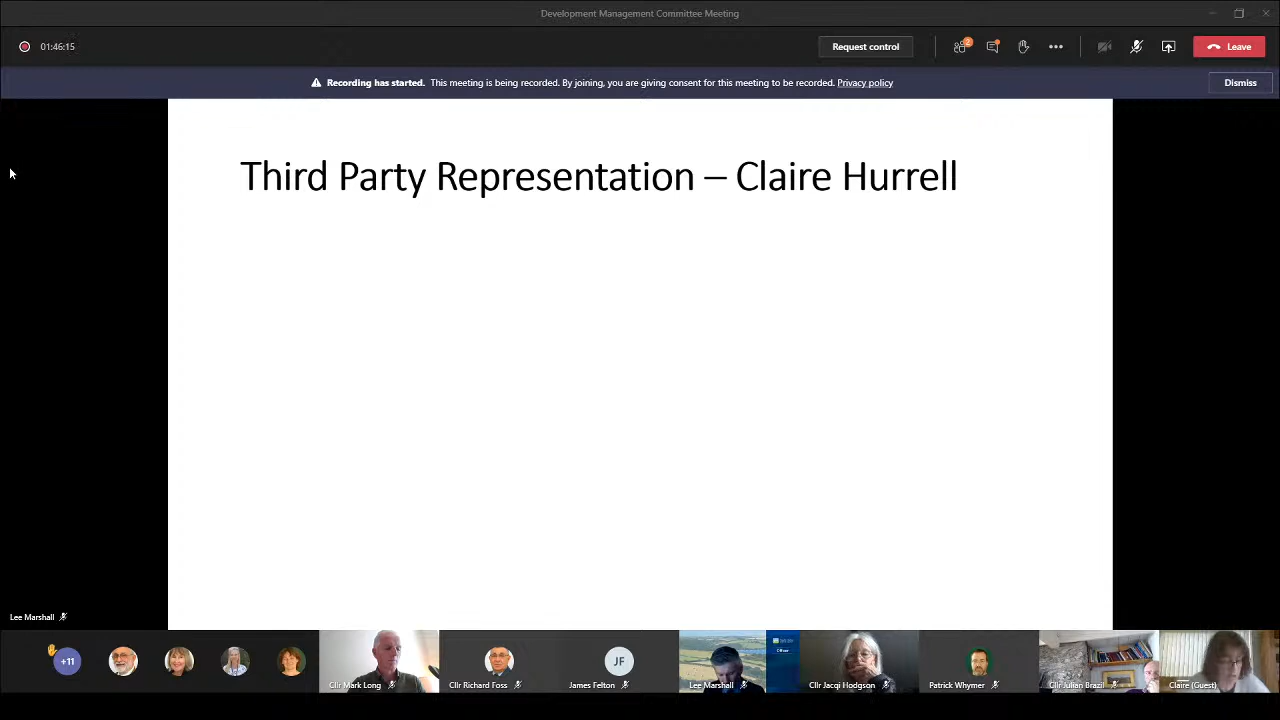 Development Management Committee Meeting
01:46:15
Request control
2
Leave
Recording has started. This meeting is being recorded. By joining, you are giving consent for this meeting to be recorded. Privacy policy
Dismiss
Third Party Representation – Claire Hurrell
Lee Marshall
+11
Cllr Mark Long
Cllr Richard Foss
JF
James Felton
Lee Marshall
Cllr Jacqi Hodgson
Patrick Whymer
Cllr Julian Brazil
Claire (Guest)